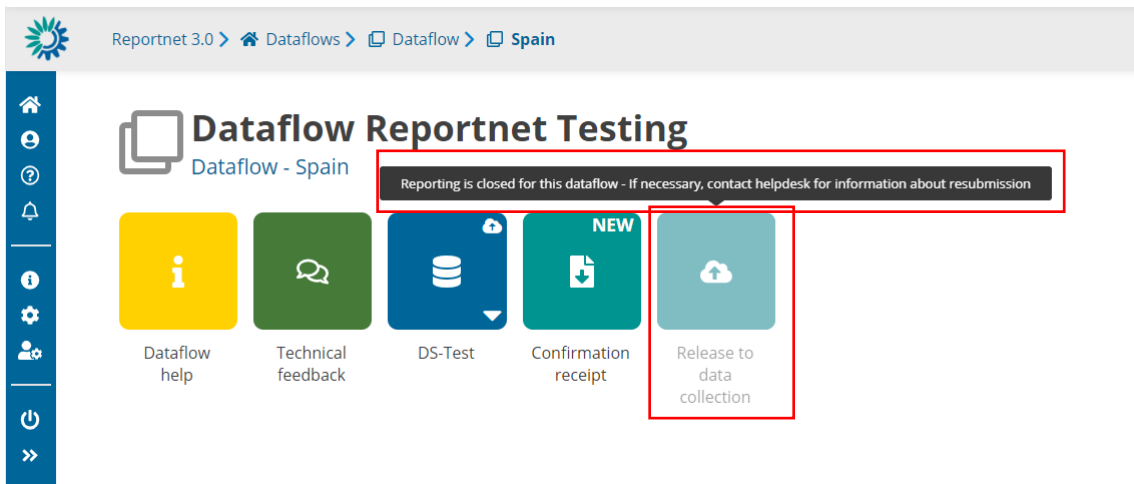 Reportnet 3.0 > Dataflows > Dataflow > Spain
Dataflow Reportnet Testing
Dataflow - Spain
Reporting is closed for this dataflow - If necessary, contact helpdesk for information about resubmission
NEW
Dataflow
help
Technical
feedback
DS-Test
Confirmation
receipt
Release to
data
collection